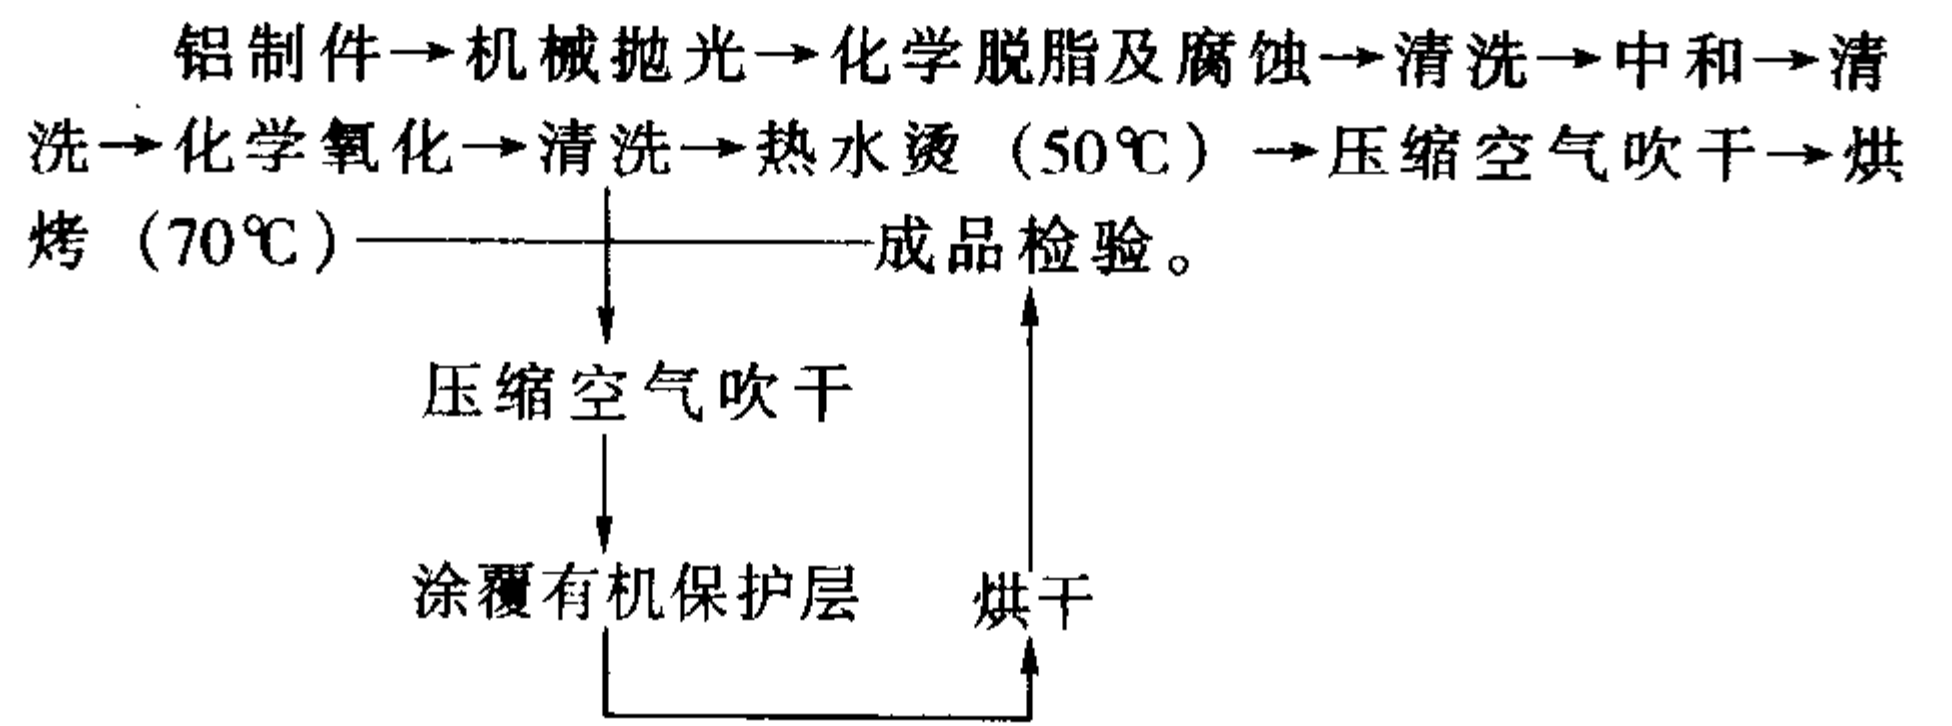 铝制件→机械抛光→化学脱脂及腐蚀→清洗→中和→清
洗→化学氧化→清洗→热水烫（50℃）→压缩空气吹干→烘
烤（70℃）——成品检验。
压缩空气吹干
涂覆有机保护层 烘干